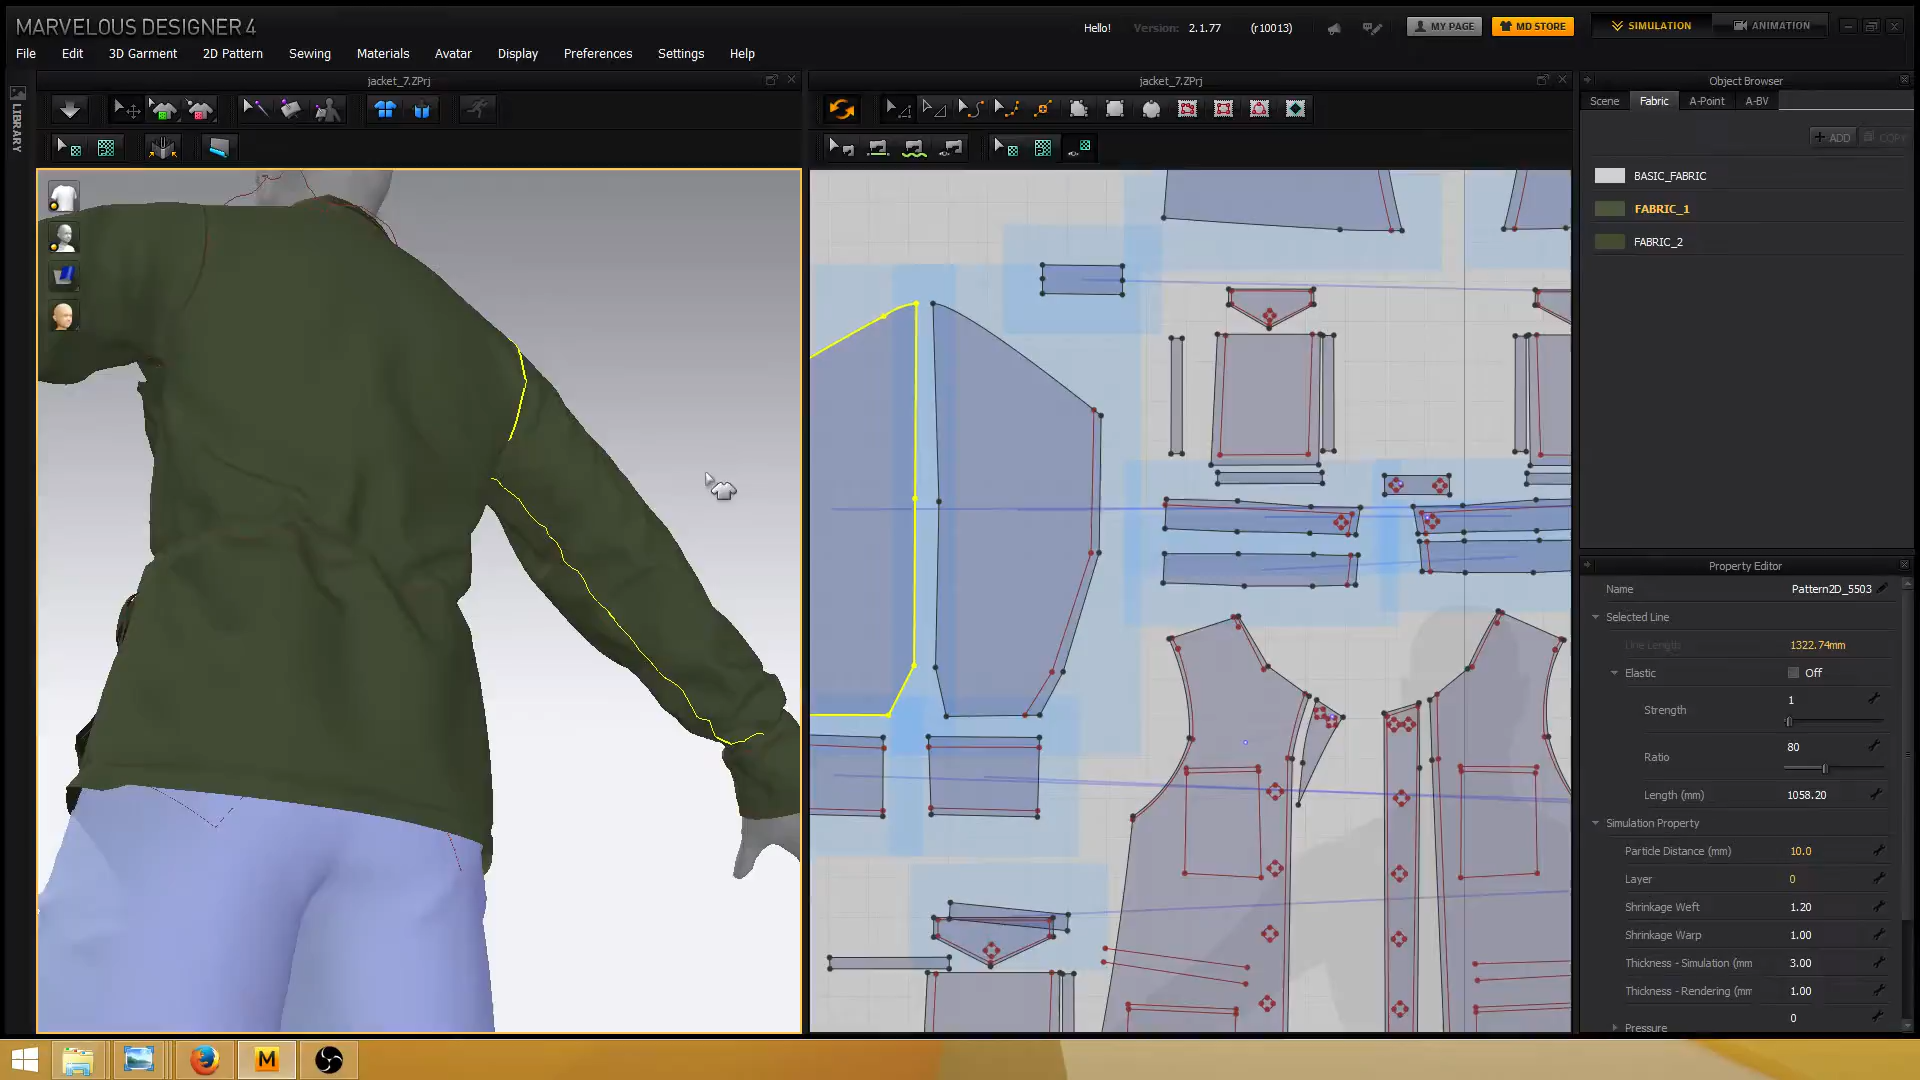 MARVELOUS DESIGNER 4
Hello!
Version: 2.1.77 (r10013)
MY PAGE
MD STORE
SIMULATION
ANIMATION
File Edit 3D Garment 2D Pattern Sewing Materials Avatar Display Preferences Settings Help
jacket_7.ZPrj
jacket_7.ZPrj
Object Browser
LIBRARY
Scene Fabric A-Point A-BV
+ ADD COPY
BASIC_FABRIC
FABRIC_1
FABRIC_2
Property Editor
Name Pattern2D_5503
Selected Line
Line Length 1322.74mm
Elastic Off
Strength 1
Ratio 80
Length (mm) 1058.20
Simulation Property
Particle Distance (mm) 10.0
Layer 0
Shrinkage Weft 1.20
Shrinkage Warp 1.00
Thickness - Simulation (mm 3.00
Thickness - Rendering (mm 1.00
Pressure 0
M